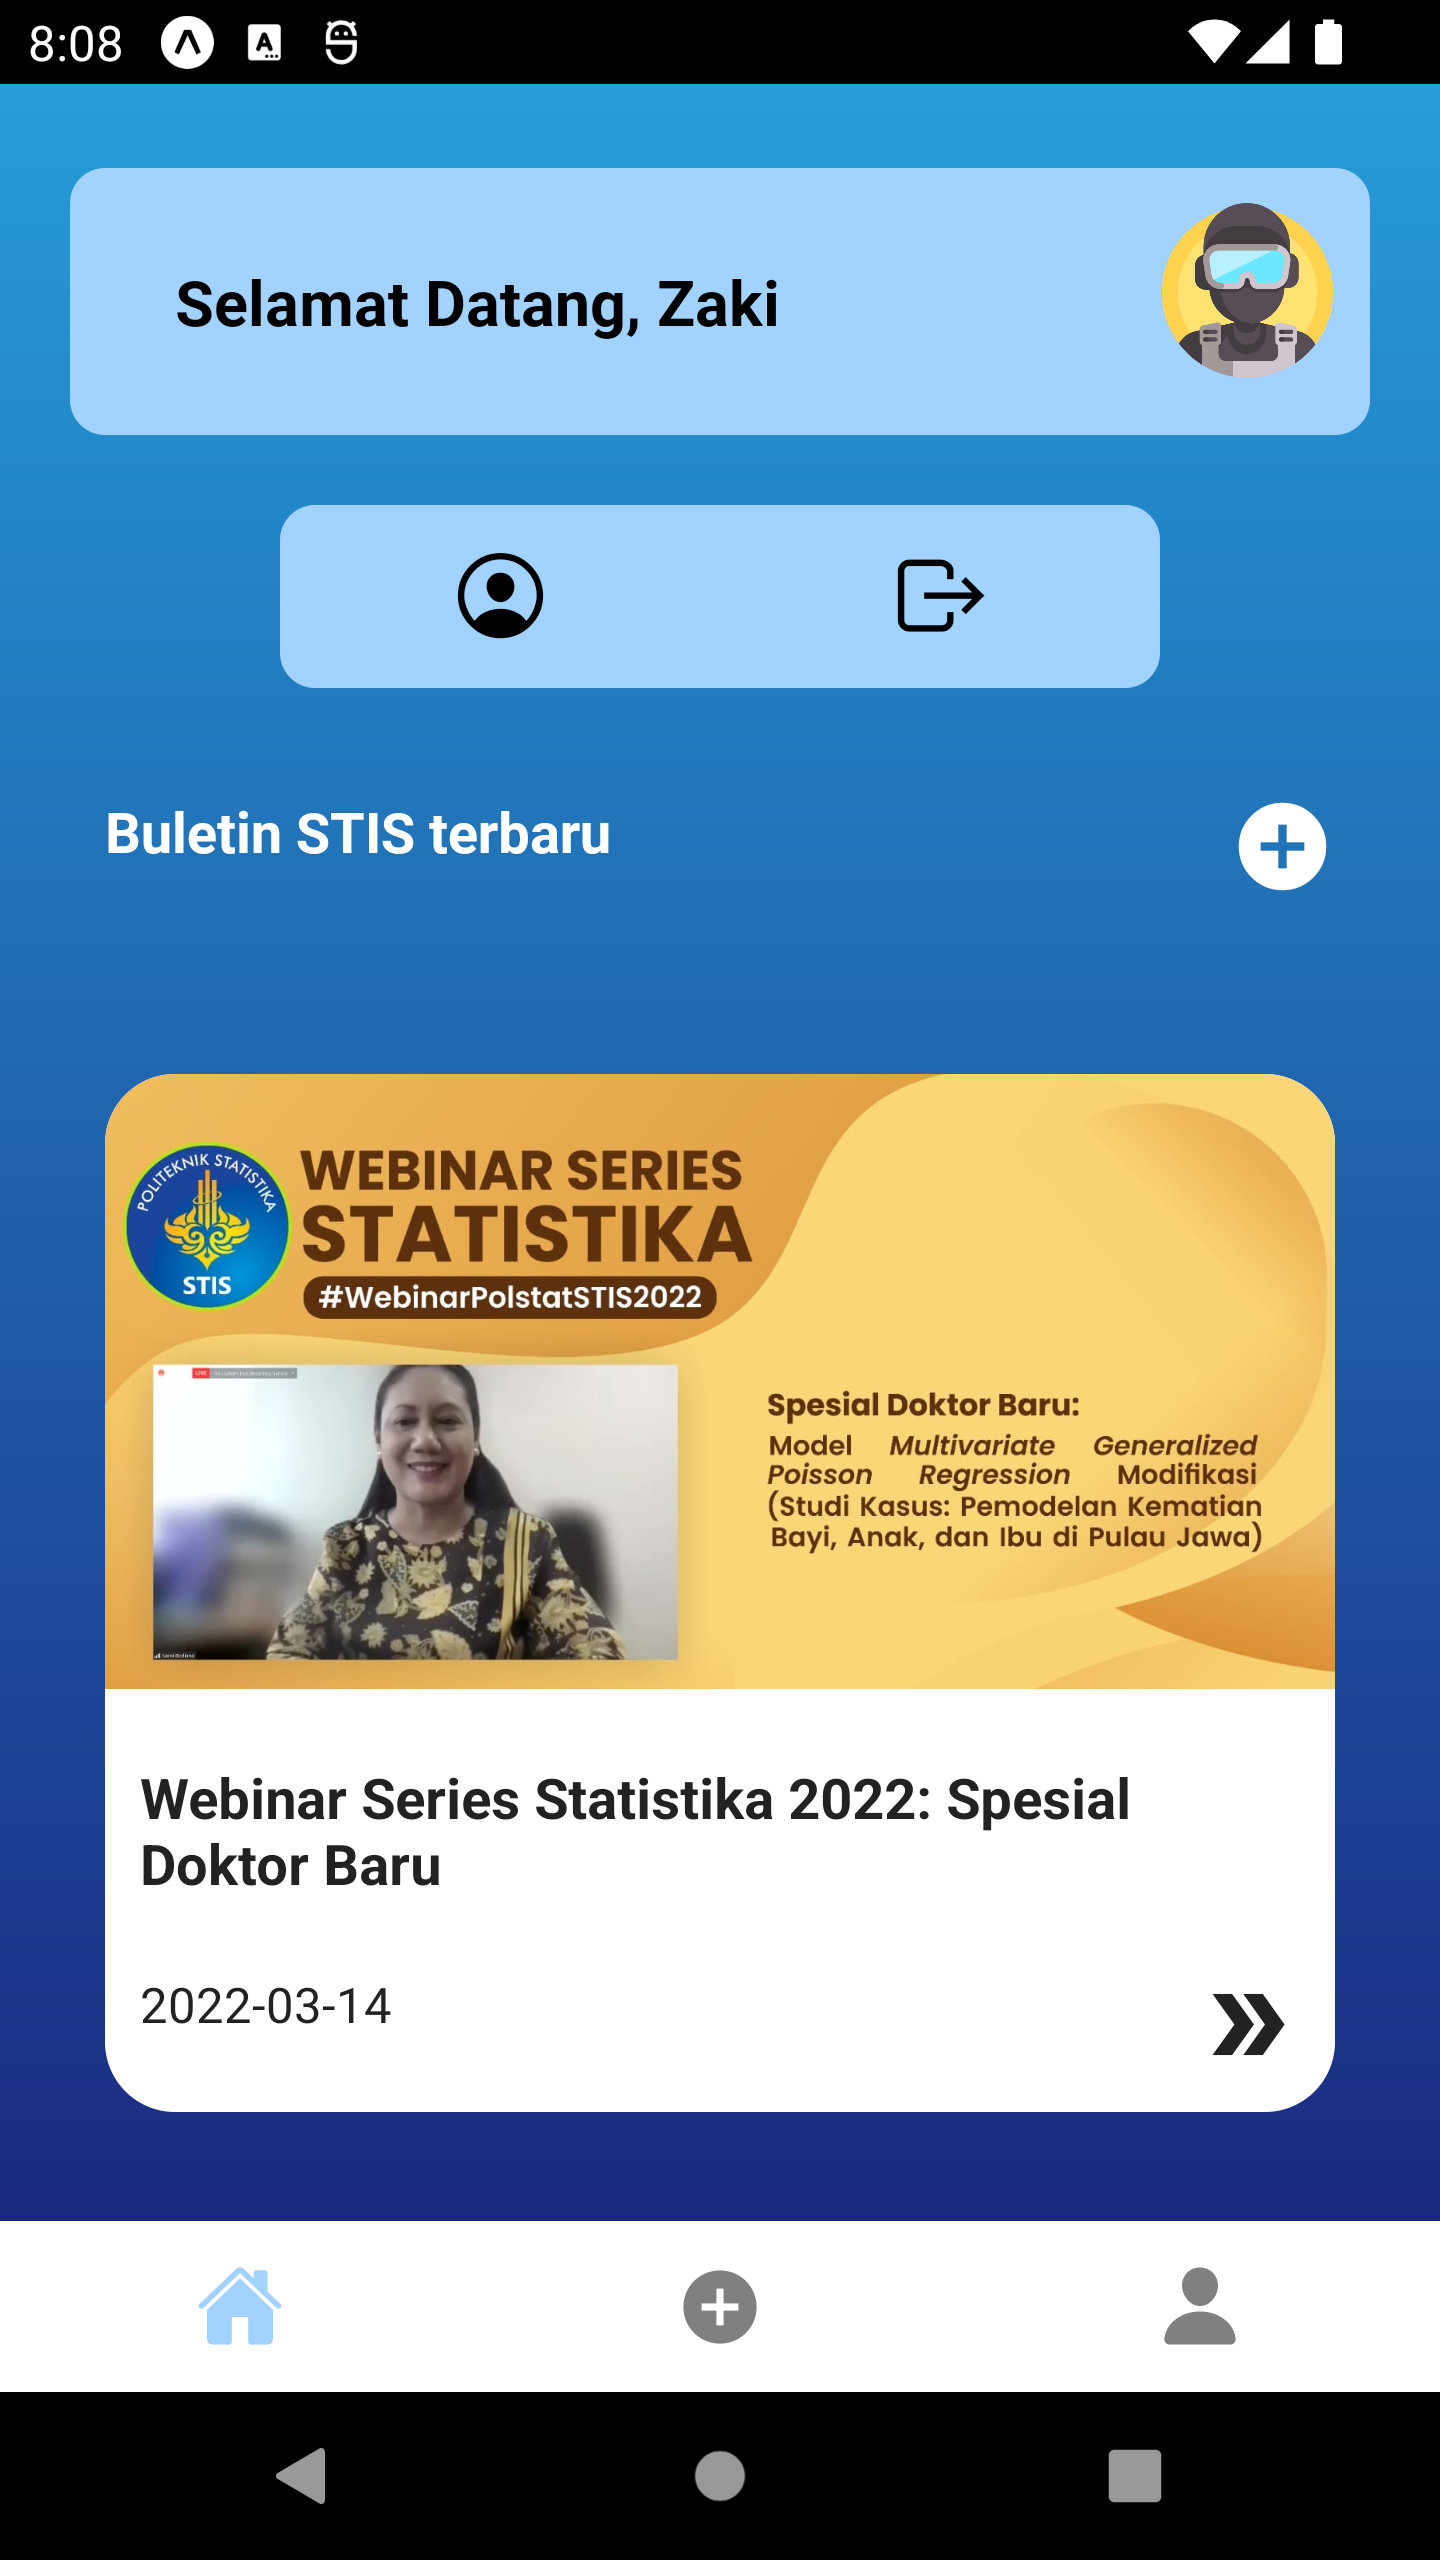 8:08
Selamat Datang, Zaki
Buletin STIS terbaru
POLITEKNIK STATISTIKA
STIS
WEBINAR SERIES
STATISTIKA
#WebinarPolstatSTIS2022
LIVE
Spesial Doktor Baru:
Model Multivariate Generalized
Poisson Regression Modifikasi
(Studi Kasus: Pemodelan Kematian
Bayi, Anak, dan Ibu di Pulau Jawa)
Webinar Series Statistika 2022: Spesial
Doktor Baru
2022-03-14